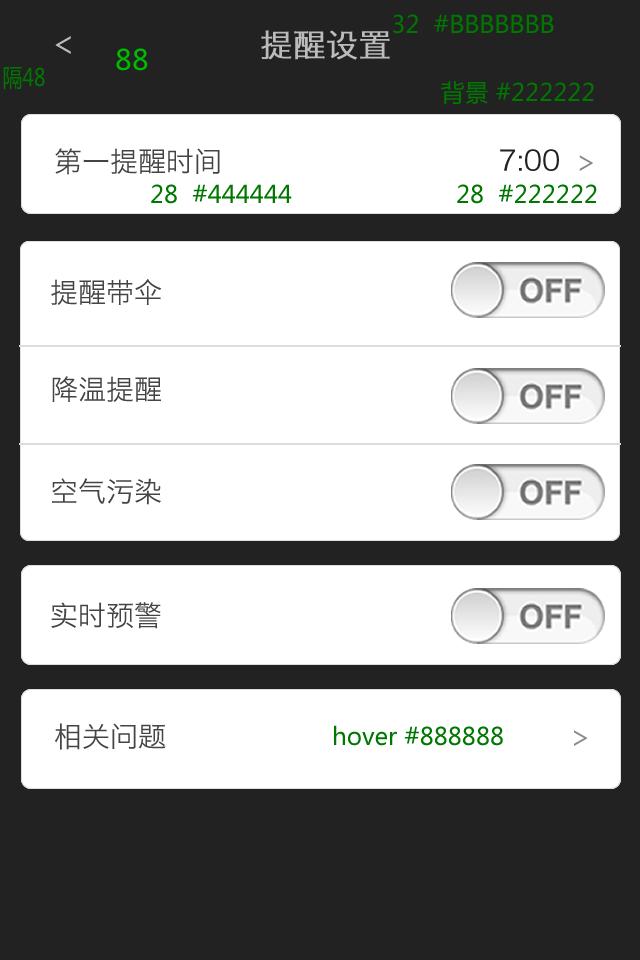 32 #BBBBBBB
< 88 提醒设置
隔48
背景 #222222
第一提醒时间 7:00 >
28 #444444 28 #222222
提醒带伞 OFF
降温提醒 OFF
空气污染 OFF
实时预警 OFF
相关问题 hover #888888 >